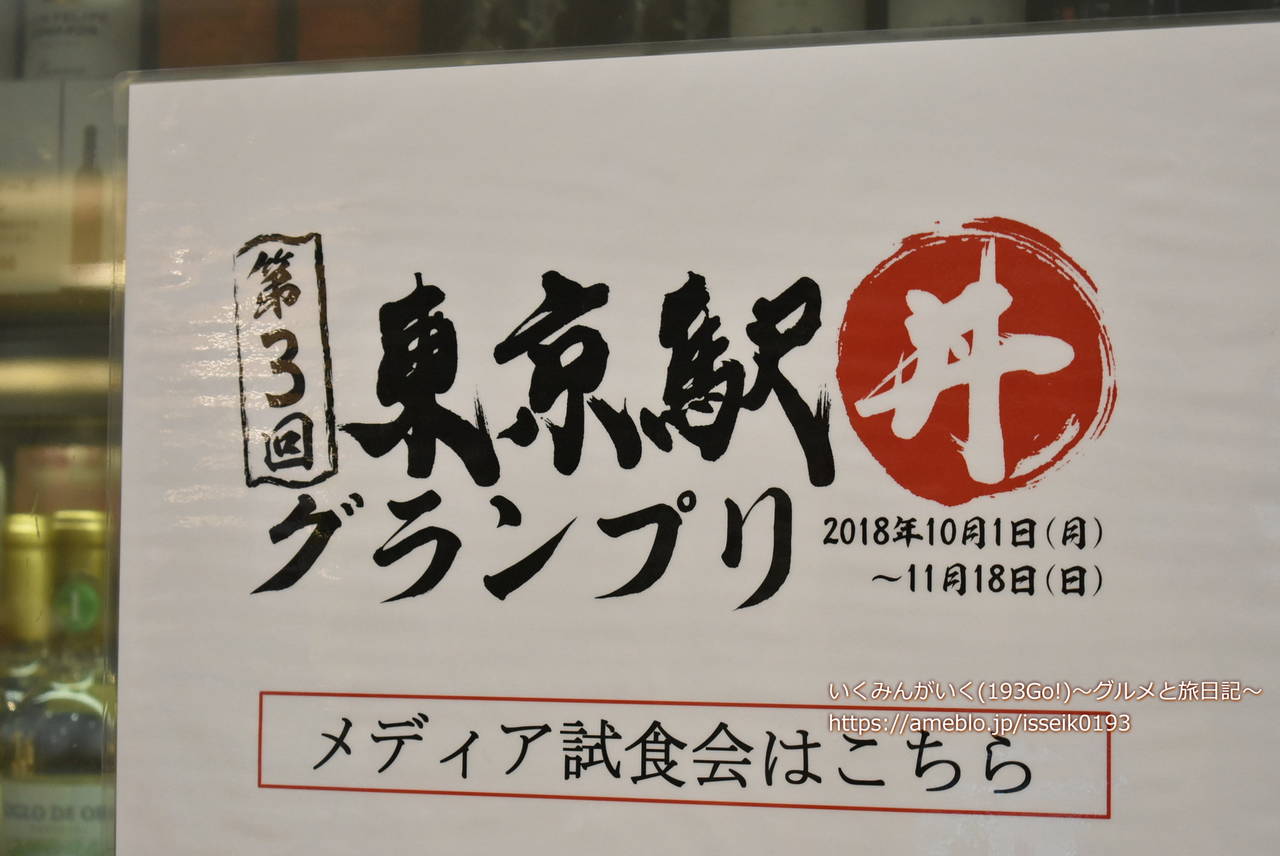 第3回
東京駅丼
グランプリ
2018年10月1日(月)
～11月18日(日)
いくみんがいく(193Go!)～グルメと旅日記～
https://ameblo.jp/isseik0193
メディア試食会はこちら